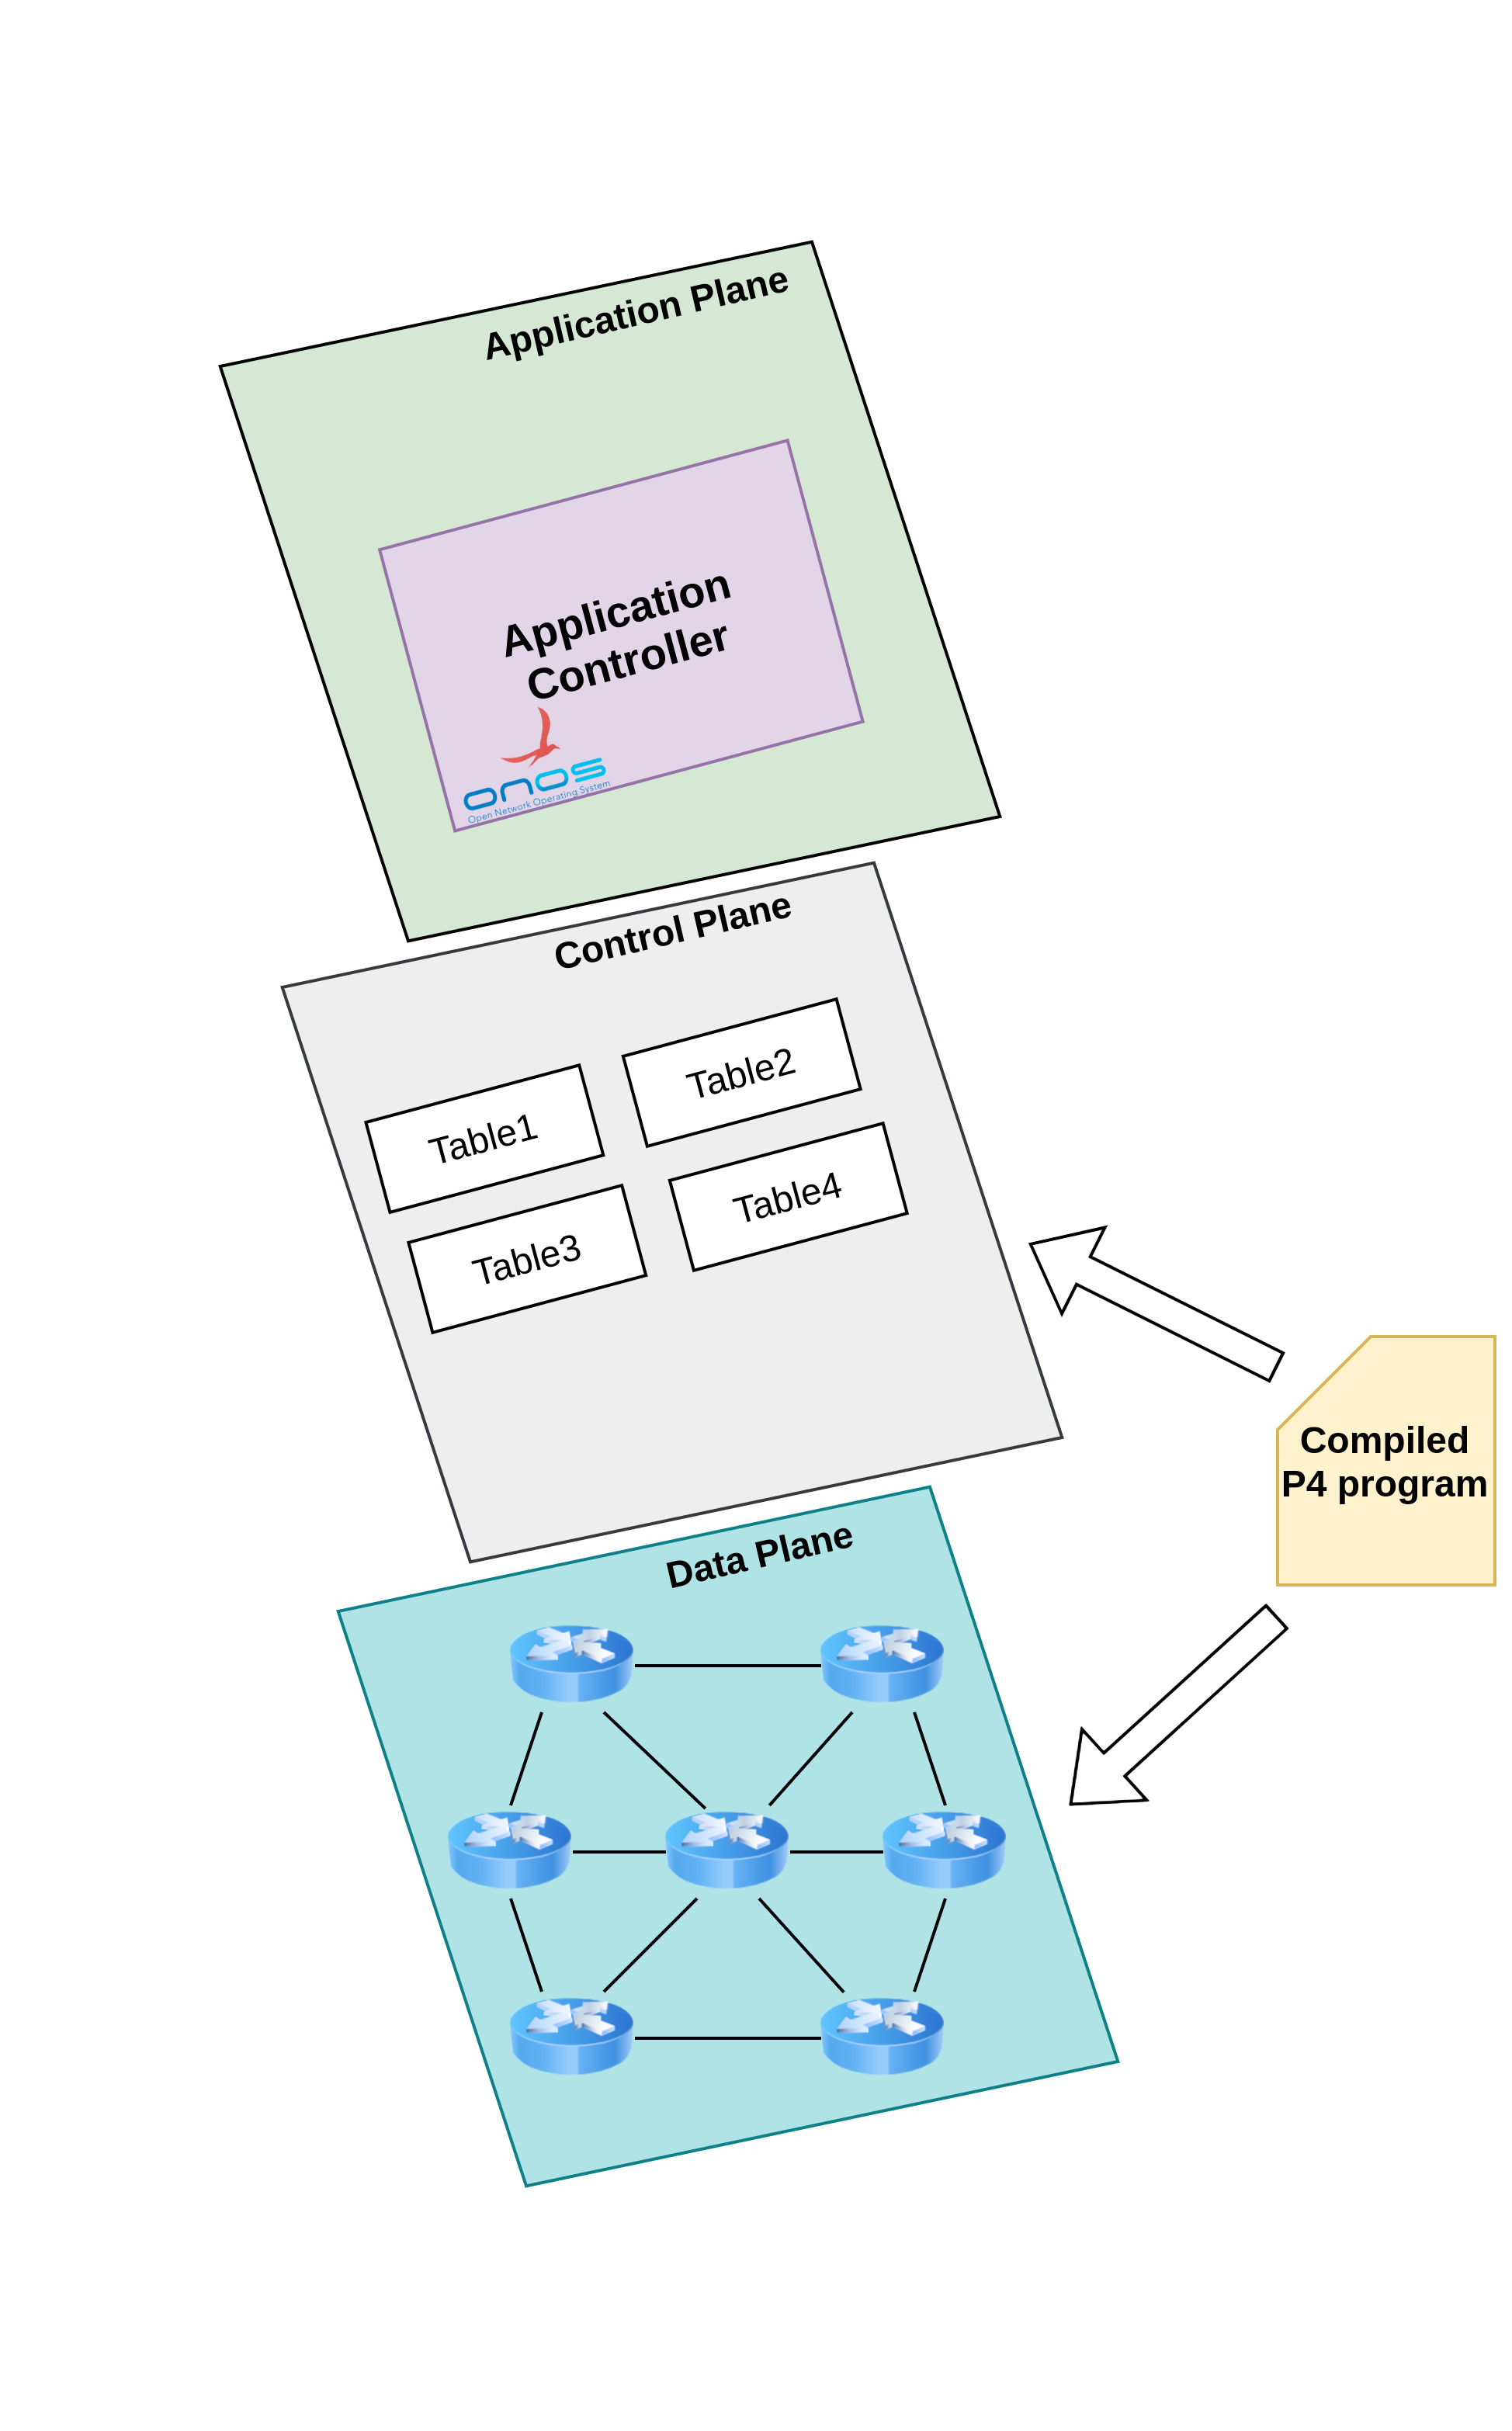 Application Plane
Application
Controller
onos
Open Network Operating System
Control Plane
Table1
Table2
Table3
Table4
Compiled
P4 program
Data Plane